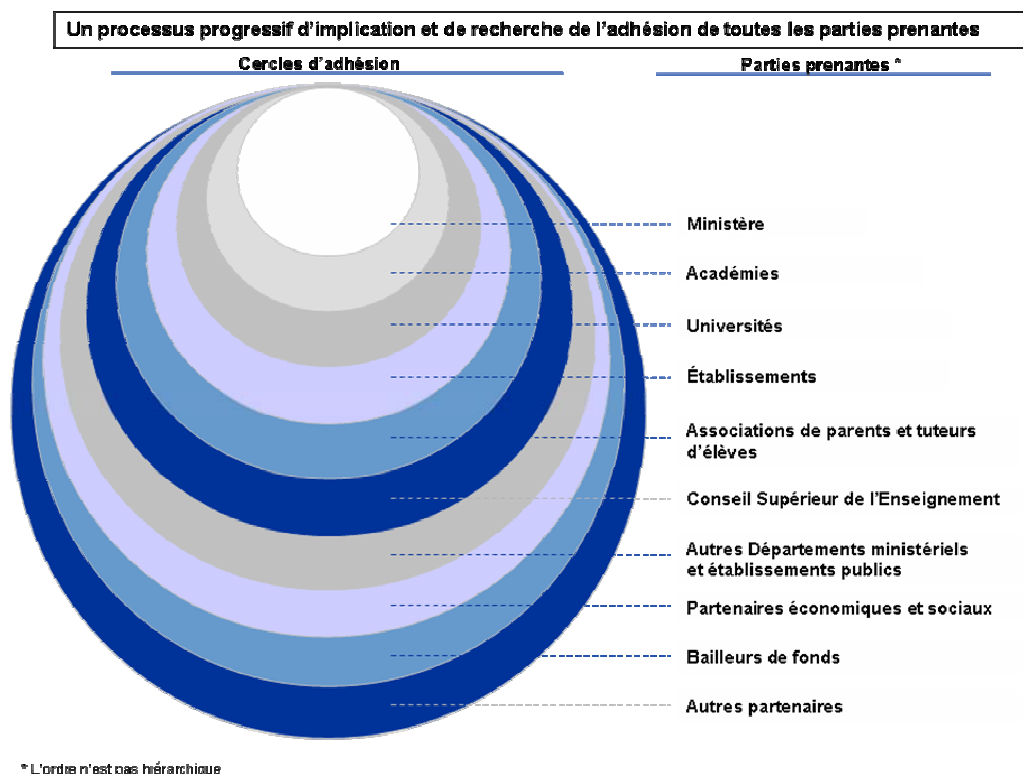 Un processus progressif d'implication et de recherche de l'adhésion de toutes les parties prenantes
Cercles d'adhésion
Parties prenantes *
Ministère
Académies
Universités
Établissements
Associations de parents et tuteurs
d'élèves
Conseil Supérieur de l'Enseignement
Autres Départements ministériels
et établissements publics
Partenaires économiques et sociaux
Bailleurs de fonds
Autres partenaires
* L'ordre n'est pas hiérarchique